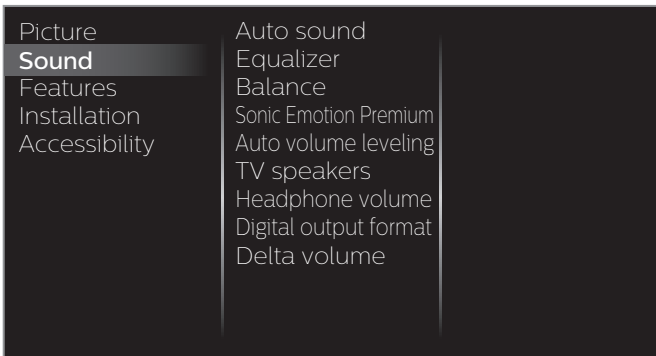 Picture
Sound
Features
Installation
Accessibility
Auto sound
Equalizer
Balance
Sonic Emotion Premium
Auto volume leveling
TV speakers
Headphone volume
Digital output format
Delta volume